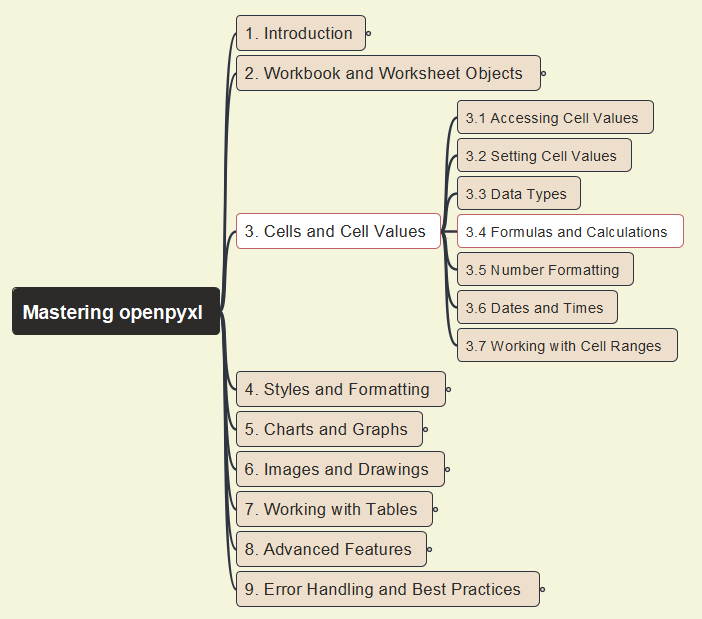 Mastering openpyxl
1. Introduction
2. Workbook and Worksheet Objects
3. Cells and Cell Values
3.1 Accessing Cell Values
3.2 Setting Cell Values
3.3 Data Types
3.4 Formulas and Calculations
3.5 Number Formatting
3.6 Dates and Times
3.7 Working with Cell Ranges
4. Styles and Formatting
5. Charts and Graphs
6. Images and Drawings
7. Working with Tables
8. Advanced Features
9. Error Handling and Best Practices